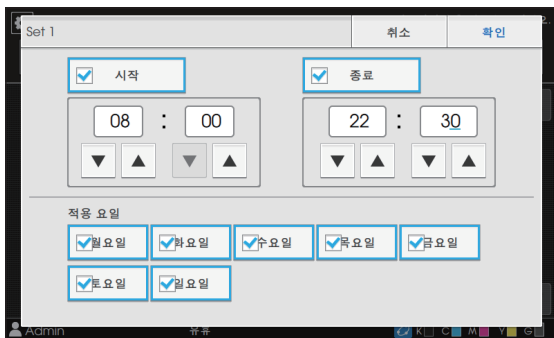 Set 1 취소 확인
시작 종료
08 : 00 22 : 30
적용 요일
월요일 화요일 수요일 목요일 금요일
토요일 일요일
Admin 유휴 K C M Y G